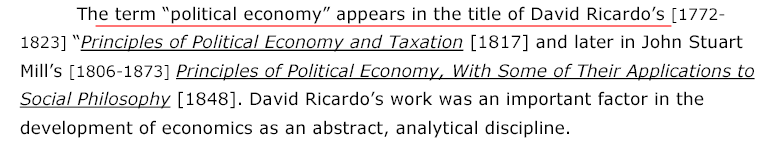 The term “political economy” appears in the title of David Ricardo’s [1772-
1823] “Principles of Political Economy and Taxation [1817] and later in John Stuart
Mill’s [1806-1873] Principles of Political Economy, With Some of Their Applications to
Social Philosophy [1848]. David Ricardo’s work was an important factor in the
development of economics as an abstract, analytical discipline.